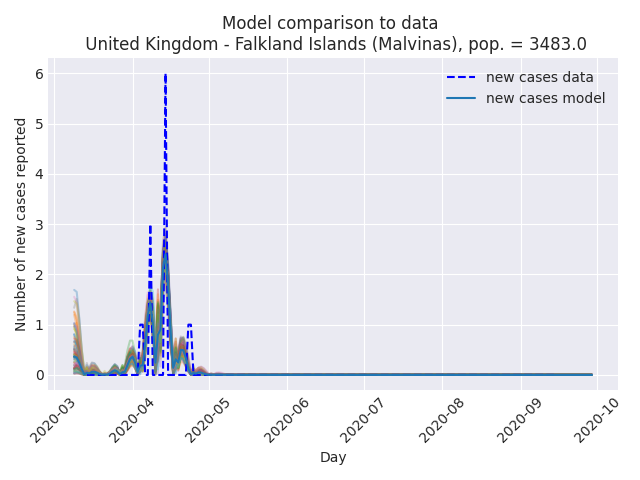 Model comparison to data
United Kingdom - Falkland Islands (Malvinas), pop. = 3483.0
new cases data
new cases model
Number of new cases reported
6
5
4
3
2
1
0
2020-03
2020-04
2020-05
2020-06
2020-07
2020-08
2020-09
2020-10
Day